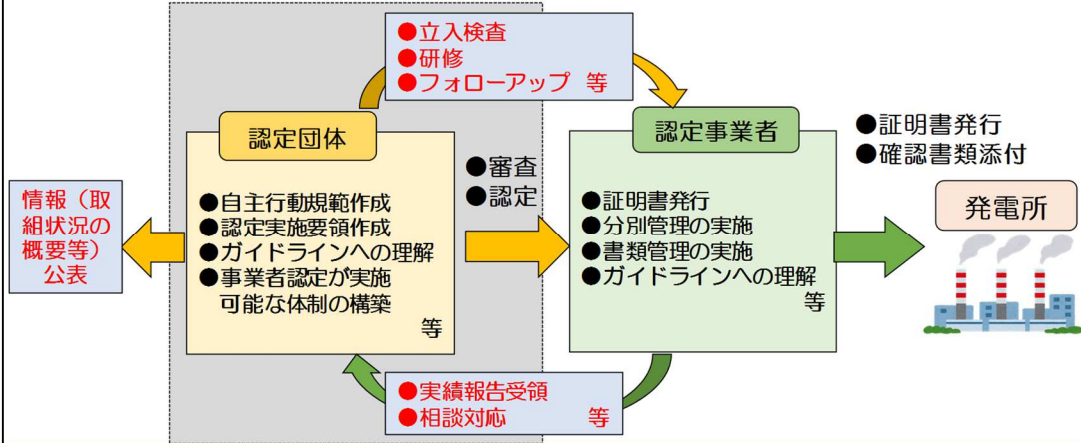 ●立入検査
●研修
●フォローアップ 等
認定団体
●自主行動規範作成
●認定実施要領作成
●ガイドラインへの理解
●事業者認定が実施
可能な体制の構築
等
情報（取
組状況の
概要等）
公表
●審査
●認定
認定事業者
●証明書発行
●分別管理の実施
●書類管理の実施
●ガイドラインへの理解
等
●証明書発行
●確認書類添付
発電所
●実績報告受領
●相談対応 等